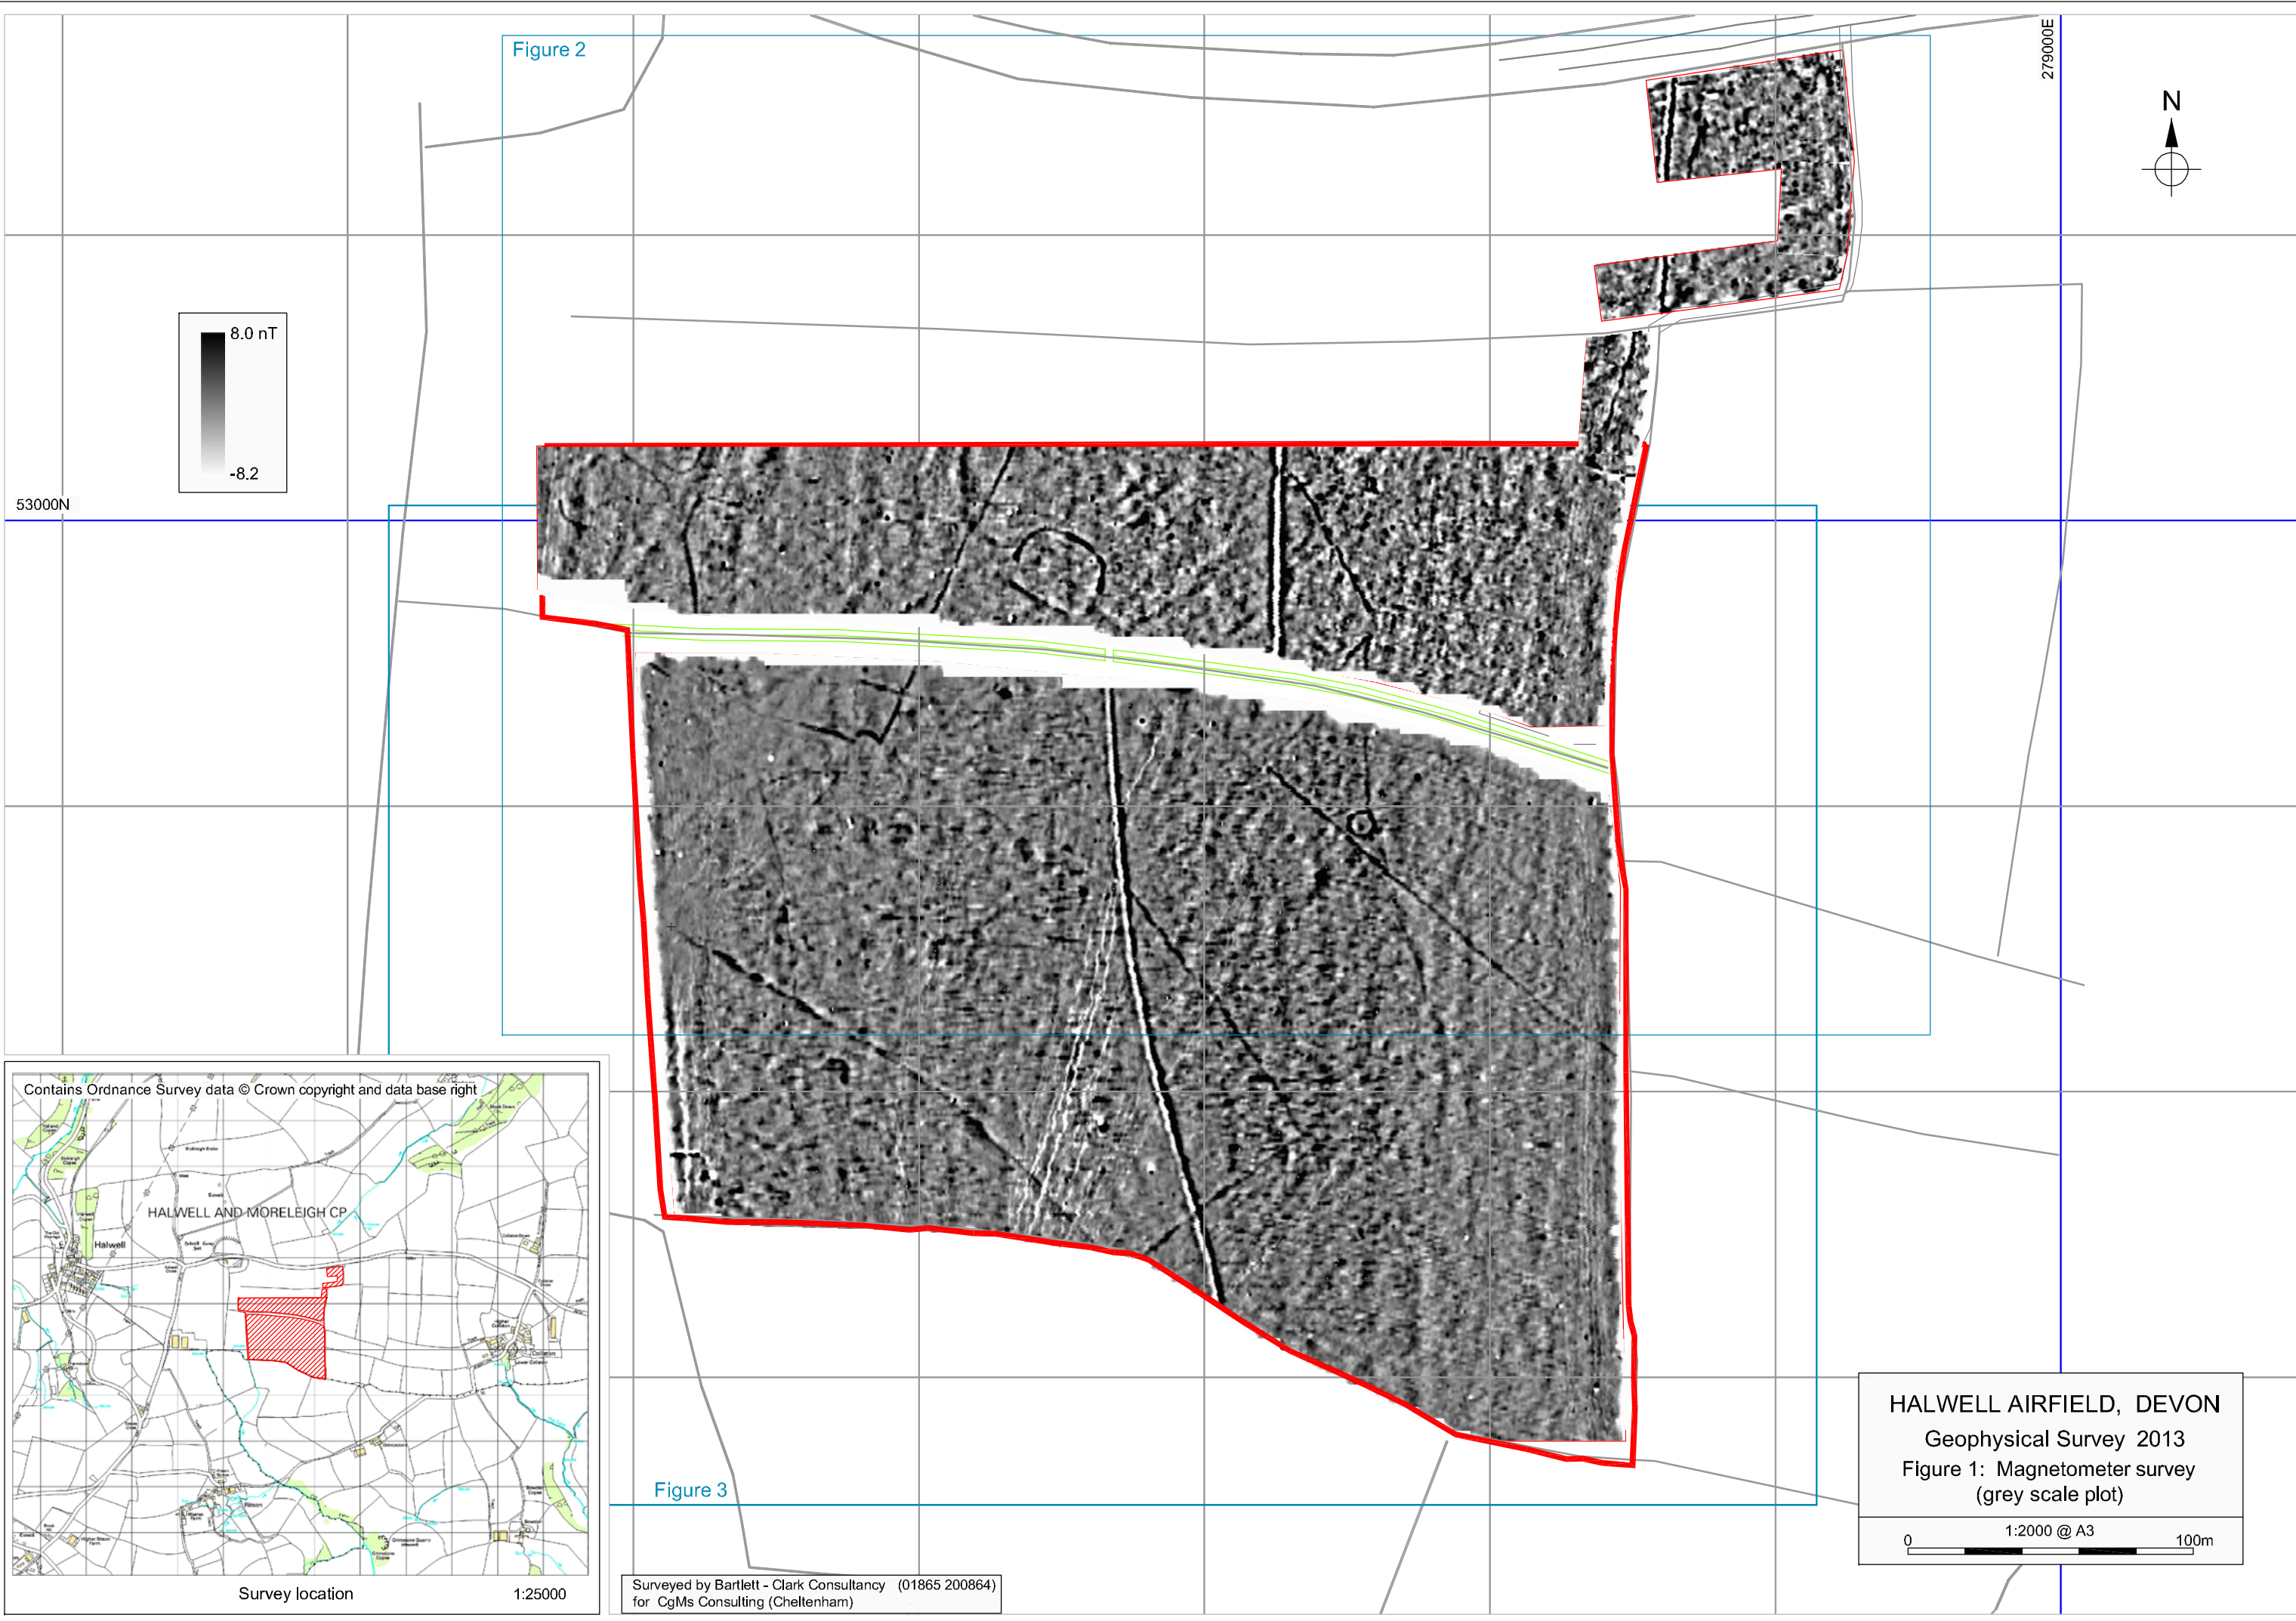 Figure 2
279000E
N
8.0 nT
-8.2
53000N
Contains Ordnance Survey data © Crown copyright and data base right
HALWELL AND MORELEIGH CP
Halwell
Collaton
Ritson
Survey location 1:25000
Figure 3
Surveyed by Bartlett - Clark Consultancy (01865 200864)
for CgMs Consulting (Cheltenham)
HALWELL AIRFIELD, DEVON
Geophysical Survey 2013
Figure 1: Magnetometer survey
(grey scale plot)
1:2000 @ A3
0 100m